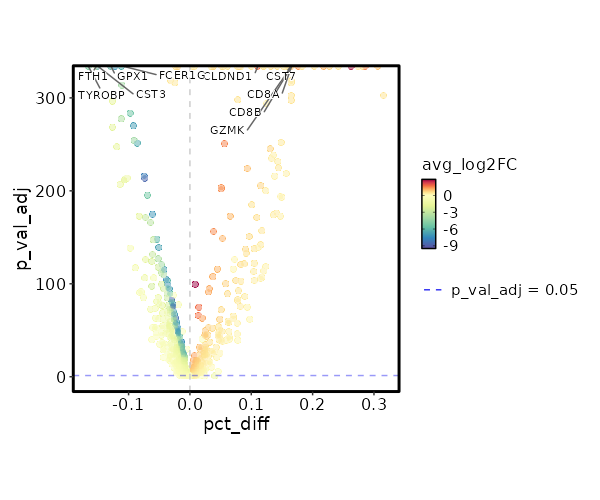 FTH1 GPX1 FCER1G CLDND1 CST7
TYROBP CST3 CD8A
CD8B
GZMK
300
200
100
0
-0.1 0.0 0.1 0.2 0.3
pct_diff
p_val_adj
avg_log2FC
0
-3
-6
-9
p_val_adj = 0.05